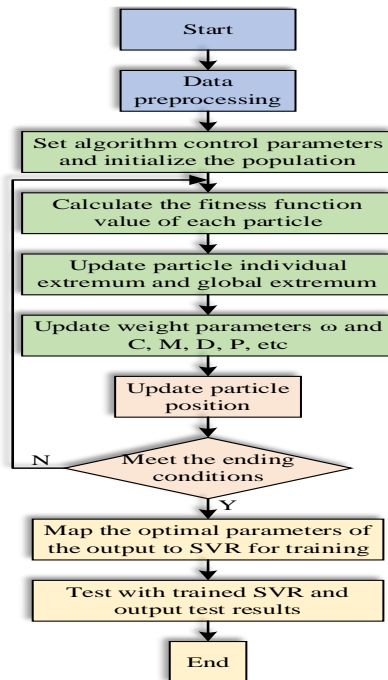 Start
Data
preprocessing
Set algorithm control parameters
and initialize the population
Calculate the fitness function
value of each particle
Update particle individual
extremum and global extremum
Update weight parameters ω and
C, M, D, P, etc
Update particle
position
N
Meet the ending
conditions
Y
Map the optimal parameters of
the output to SVR for training
Test with trained SVR and
output test results
End